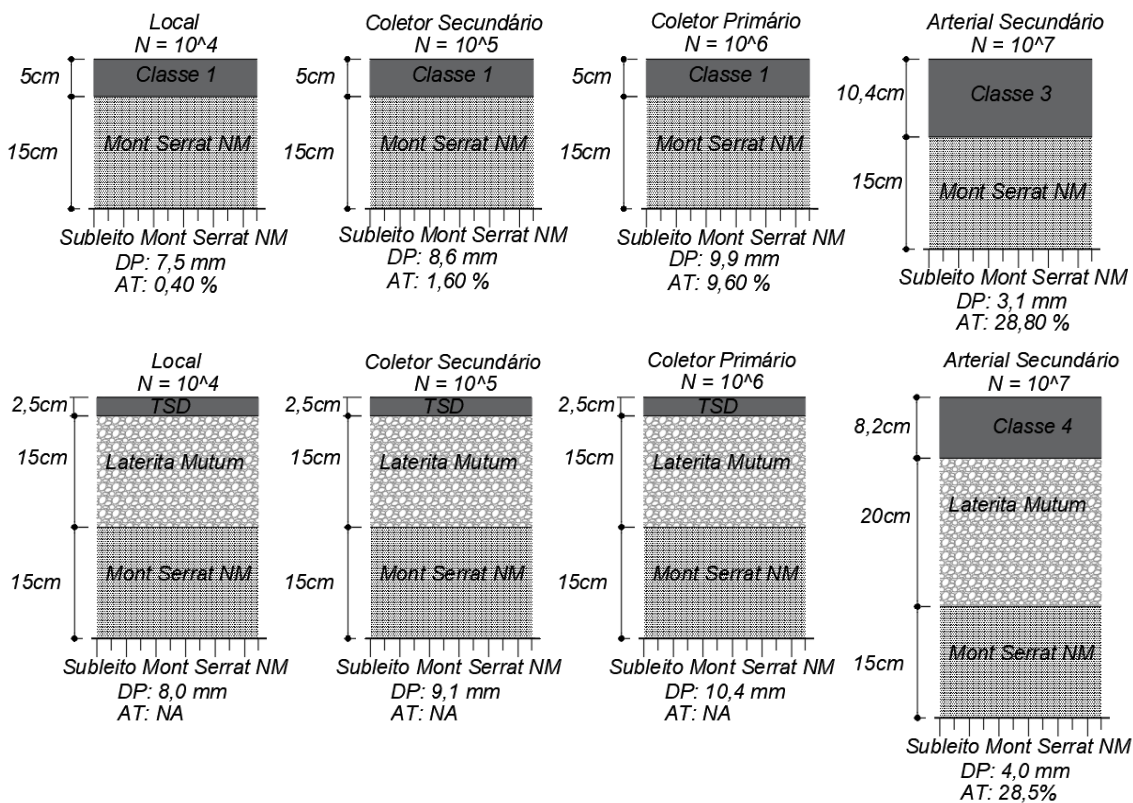 Local
N = 10^4
5cm
Classe 1
15cm
Mont Serrat NM
Subleito Mont Serrat NM
DP: 7,5 mm
AT: 0,40 %
Coletor Secundário
N = 10^5
5cm
Classe 1
15cm
Mont Serrat NM
Subleito Mont Serrat NM
DP: 8,6 mm
AT: 1,60 %
Coletor Primário
N = 10^6
5cm
Classe 1
15cm
Mont Serrat NM
Subleito Mont Serrat NM
DP: 9,9 mm
AT: 9,60 %
Arterial Secundário
N = 10^7
10,4cm
Classe 3
15cm
Mont Serrat NM
Subleito Mont Serrat NM
DP: 3,1 mm
AT: 28,80 %
Local
N = 10^4
2,5cm
TSD
15cm
Laterita Mutum
15cm
Mont Serrat NM
Subleito Mont Serrat NM
DP: 8,0 mm
AT: NA
Coletor Secundário
N = 10^5
2,5cm
TSD
15cm
Laterita Mutum
15cm
Mont Serrat NM
Subleito Mont Serrat NM
DP: 9,1 mm
AT: NA
Coletor Primário
N = 10^6
2,5cm
TSD
15cm
Laterita Mutum
15cm
Mont Serrat NM
Subleito Mont Serrat NM
DP: 10,4 mm
AT: NA
Arterial Secundário
N = 10^7
8,2cm
Classe 4
20cm
Laterita Mutum
15cm
Mont Serrat NM
Subleito Mont Serrat NM
DP: 4,0 mm
AT: 28,5%